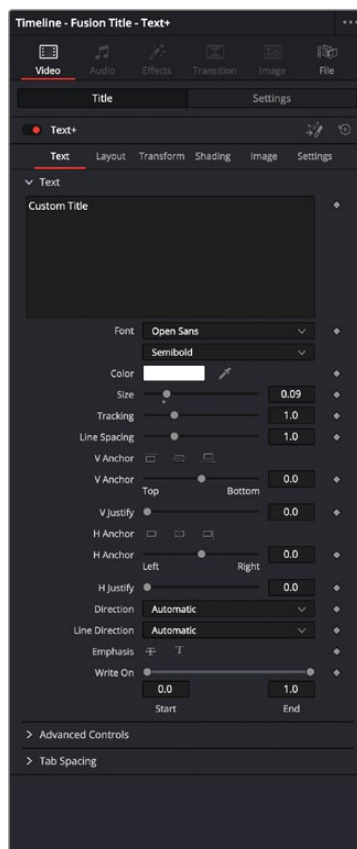 Timeline - Fusion Title - Text+
Video Audio Effects Transition Image File
Title Settings
Text+
Text Layout Transform Shading Image Settings
Text
Custom Title
Font Open Sans
Semibold
Color
Size 0.09
Tracking 1.0
Line Spacing 1.0
V Anchor
V Anchor 0.0
Top Bottom
V Justify 0.0
H Anchor
H Anchor 0.0
Left Right
H Justify 0.0
Direction Automatic
Line Direction Automatic
Emphasis T T
Write On
0.0 1.0
Start End
Advanced Controls
Tab Spacing